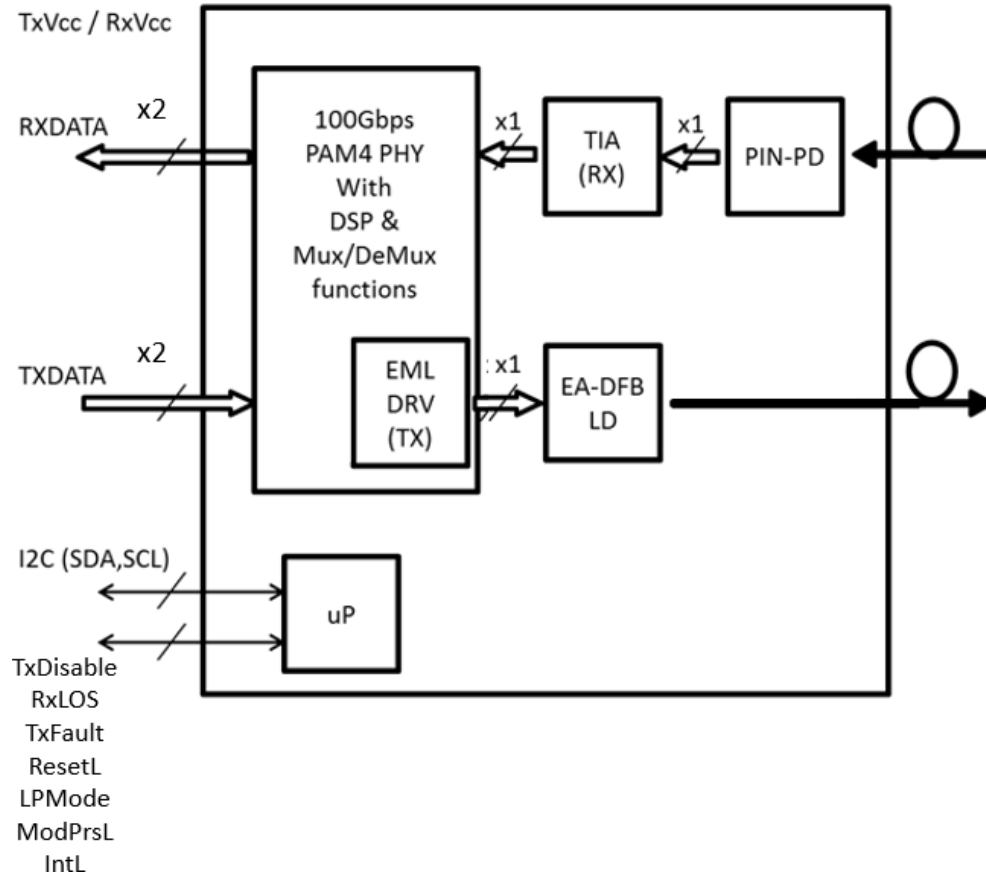 TxVcc / RxVcc
RXDATA
x2
100Gbps
PAM4 PHY
With
DSP &
Mux/DeMux
functions
x1
TIA
(RX)
x1
PIN-PD
TXDATA
x2
EML
DRV
(TX)
: x1
EA-DFB
LD
I2C (SDA,SCL)
uP
TxDisable
RxLOS
TxFault
ResetL
LPMode
ModPrsL
IntL